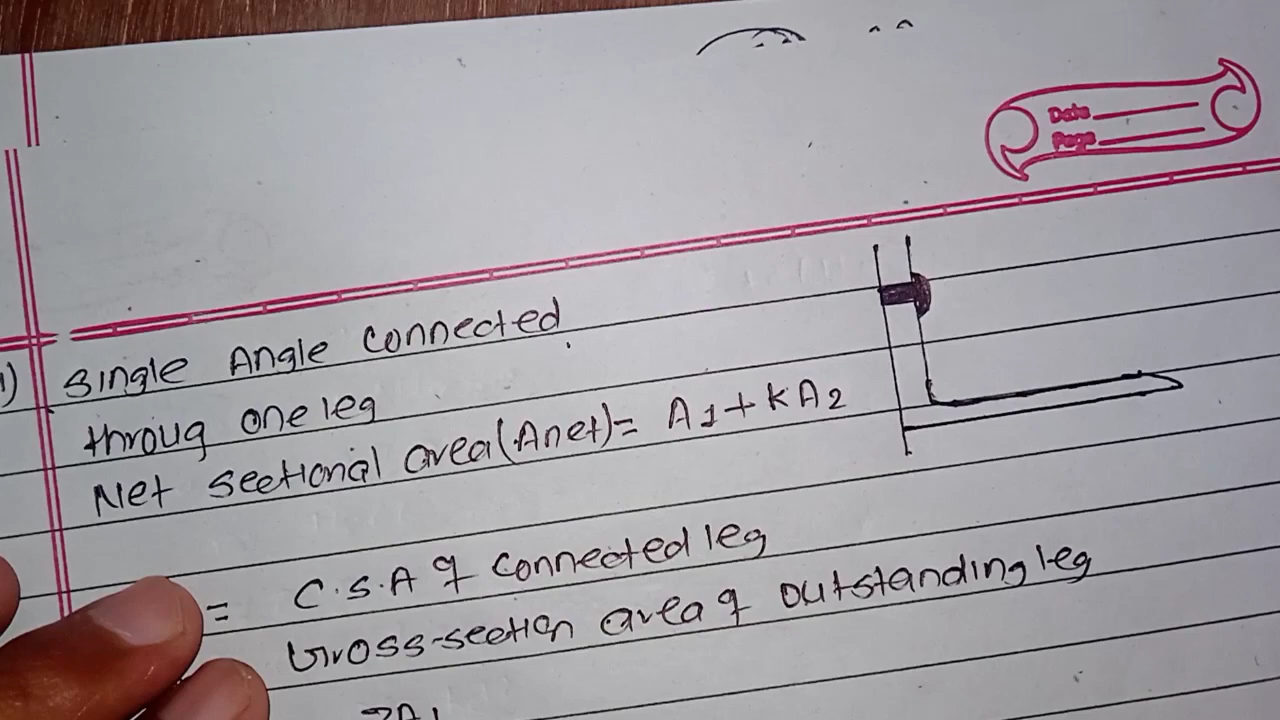 Date
Page
1) Single Angle connected
throug one leg
Net sectional area(Anet)= A1+kA2
= C.S.A of connected leg
Gross-section area of outstanding leg